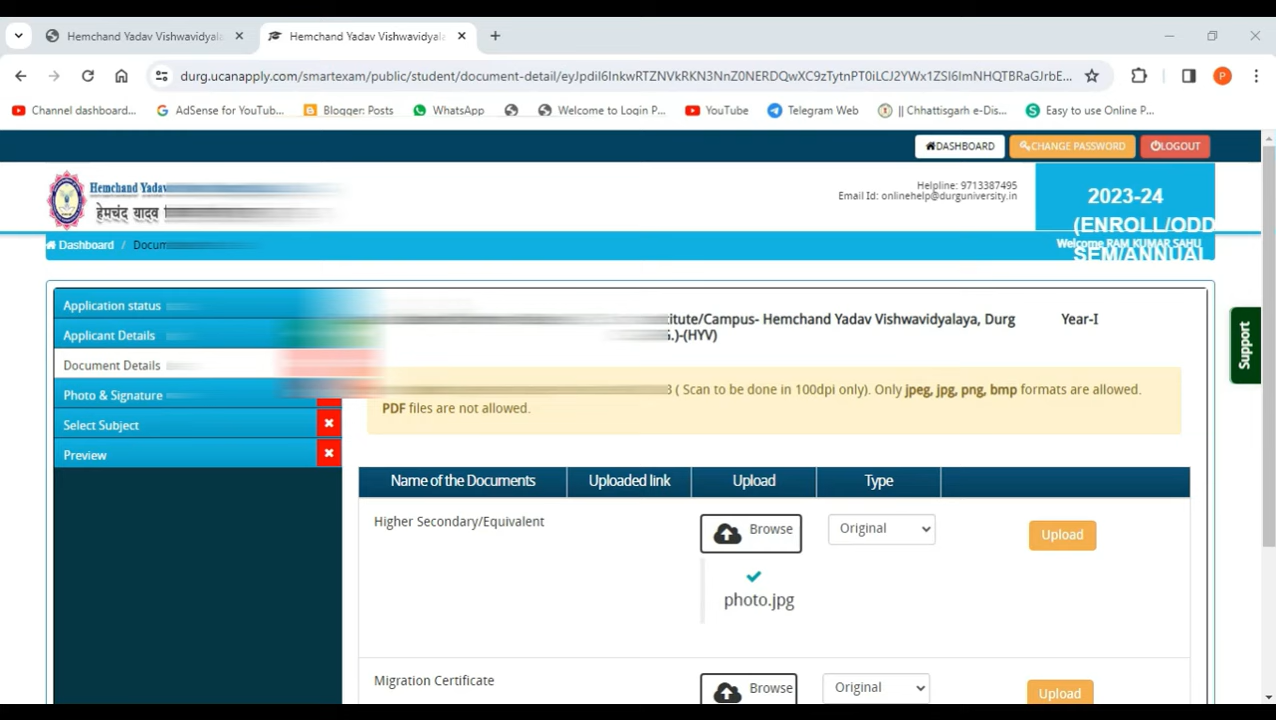 Hemchand Yadav Vishwavidyala
Hemchand Yadav Vishwavidyala
durg.ucanapply.com/smartexam/public/student/document-detail/eyJpdiI6InkwRTZNVkRKN3NnZ0NERDQwXC9zTytnPT0iLCJ2YWx1ZSI6ImNHQTBRaGJrbE...
P
Channel dashboard...
AdSense for YouTub...
Blogger: Posts
WhatsApp
Welcome to Login P...
YouTube
Telegram Web
|| Chhattisgarh e-Dis...
Easy to use Online P...
DASHBOARD
CHANGE PASSWORD
LOGOUT
Hemchand Yadav
हेमचंद यादव
Helpline: 9713387495
Email Id: onlinehelp@durguniversity.in
2023-24
(ENROLL/ODD
SEM/ANNUAL
Welcome RAM KUMAR SAHU
Dashboard / Docum
Application status
Applicant Details
Document Details
Photo & Signature
Select Subject
Preview
titute/Campus- Hemchand Yadav Vishwavidyalaya, Durg
.)-(HYV)
Year-I
( Scan to be done in 100dpi only). Only jpeg, jpg, png, bmp formats are allowed.
PDF files are not allowed.
Support
Name of the Documents
Uploaded link
Upload
Type
Higher Secondary/Equivalent
Browse
Original
Upload
photo.jpg
Migration Certificate
Browse
Original
Upload